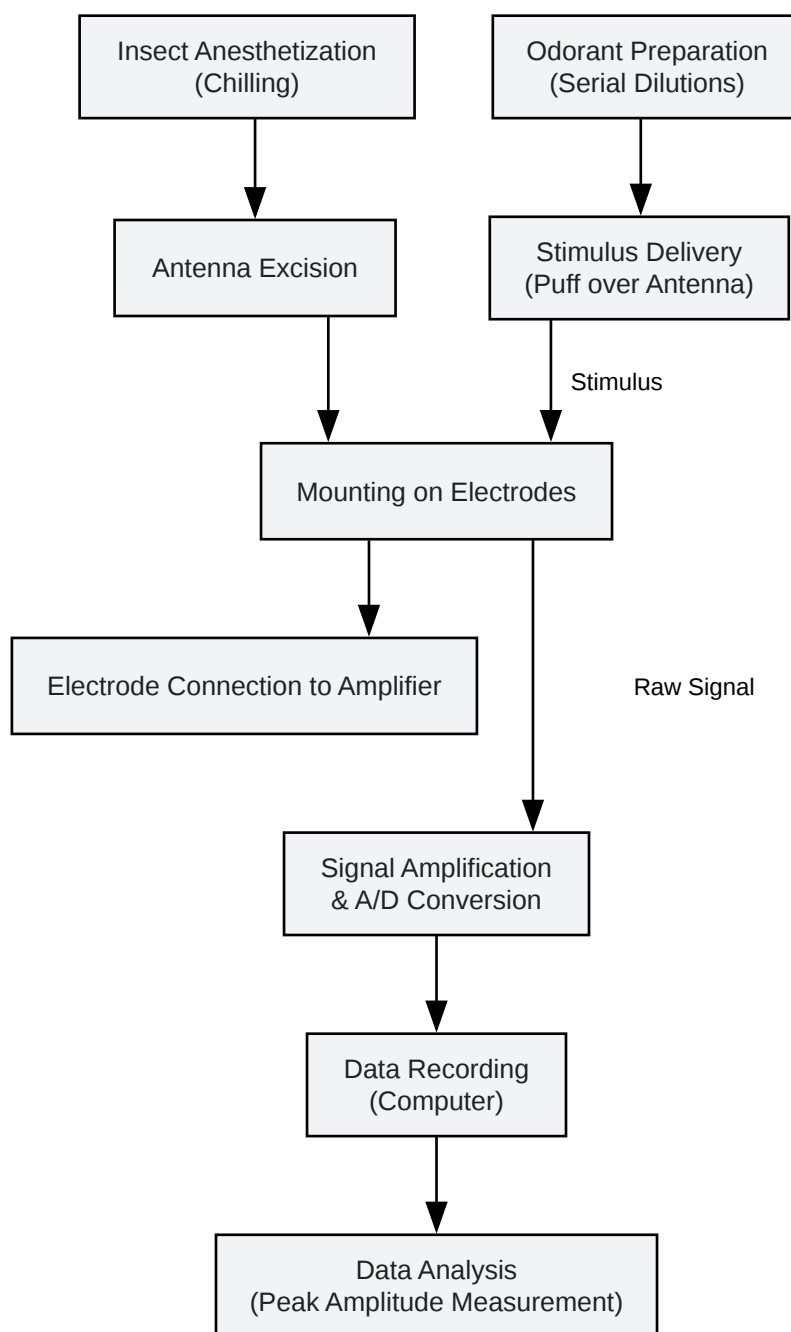 Insect Anesthetization
(Chilling)
Odorant Preparation
(Serial Dilutions)
Antenna Excision
Stimulus Delivery
(Puff over Antenna)
Stimulus
Mounting on Electrodes
Electrode Connection to Amplifier
Raw Signal
Signal Amplification
& A/D Conversion
Data Recording
(Computer)
Data Analysis
(Peak Amplitude Measurement)